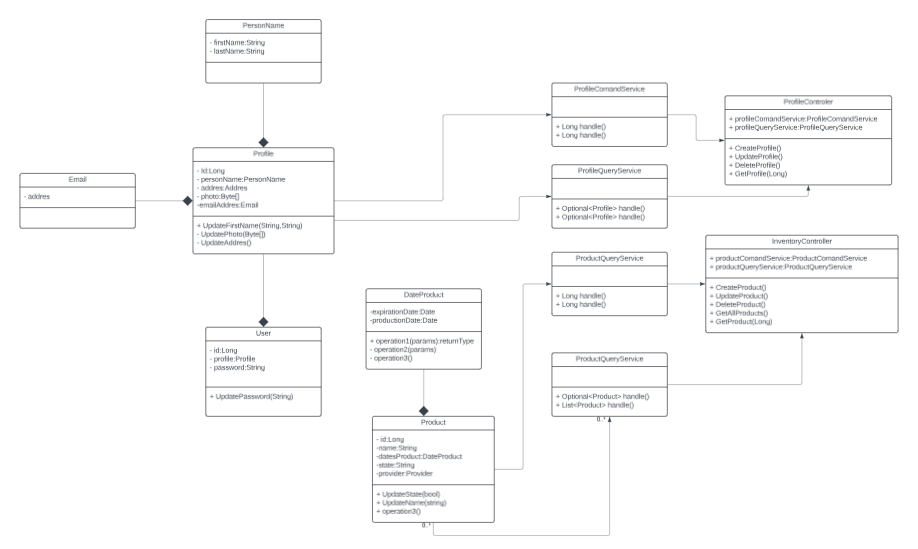 PersonName
- firstName:String
- lastName:String
Email
- addres
Profile
- Id:Long
- personName:PersonName
- addres:Addres
- photo:Byte[]
-emailAddres:Email
+ UpdateFirstName(String,String)
- UpdatePhoto(Byte[])
- UpdateAddres()
User
- id:Long
- profile:Profile
- password:String
+ UpdatePassword(String)
DateProduct
-expirationDate:Date
-productionDate:Date
+ operation1(params):returnType
- operation2(params)
- operation3()
Product
- id:Long
-name:String
-datesProduct:DateProduct
-state:String
-provider:Provider
+ UpdateState(bool)
+ UpdateName(string)
+ operation3()
0..*
ProfileComandService
+ Long handle()
+ Long handle()
ProfileQueryService
+ Optional<Profile> handle()
+ Optional<Profile> handle()
ProductQueryService
+ Long handle()
+ Long handle()
ProductQueryService
+ Optional<Product> handle()
+ List<Product> handle()
0..*
ProfileControler
+ profileComandService:ProfileComandService
+ profileQueryService:ProfileQueryService
+ CreateProfile()
+ UpdateProfile()
+ DeleteProfile()
+ GetProfile(Long)
InventoryController
+ productComandService:ProductComandService
+ productQueryService:ProductQueryService
+ CreateProduct()
+ UpdateProduct()
+ DeleteProduct()
+ GetAllProducts()
+ GetProduct(Long)